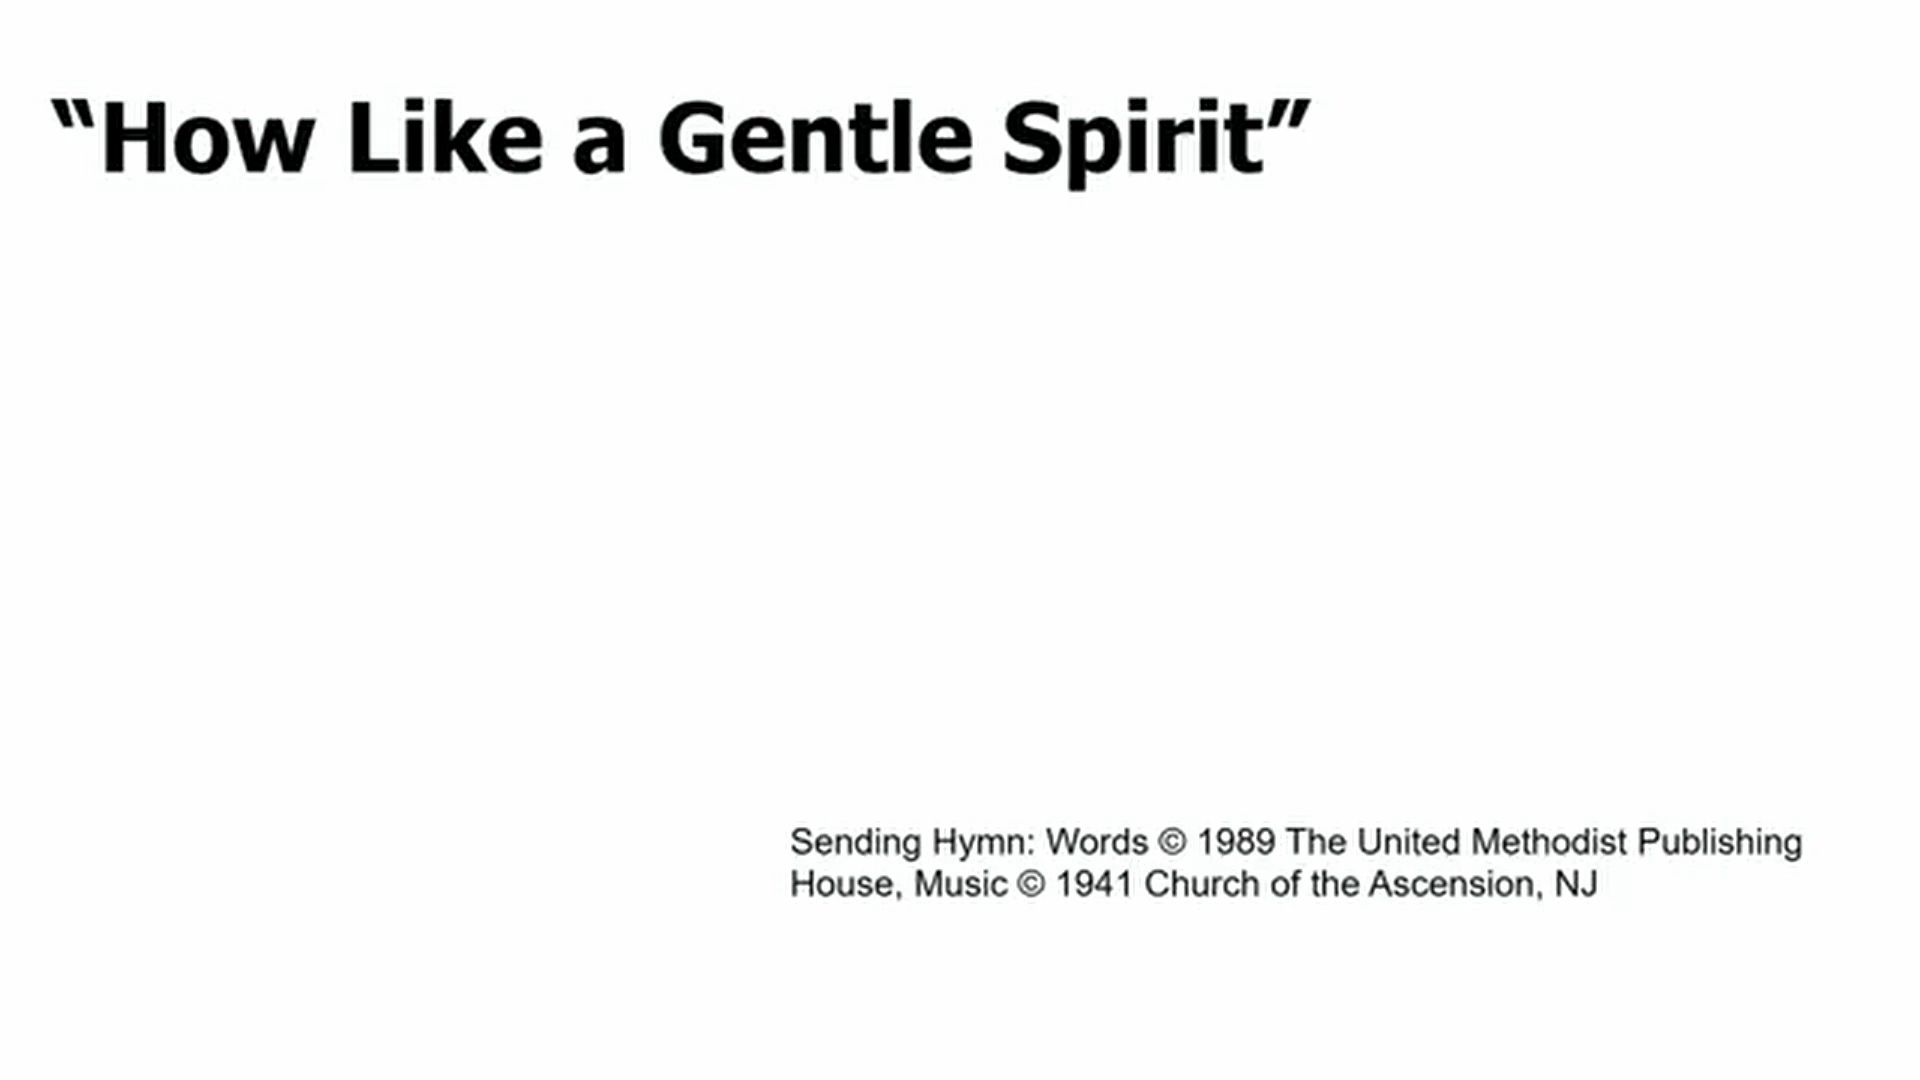 “How Like a Gentle Spirit”
Sending Hymn: Words © 1989 The United Methodist Publishing
House, Music © 1941 Church of the Ascension, NJ